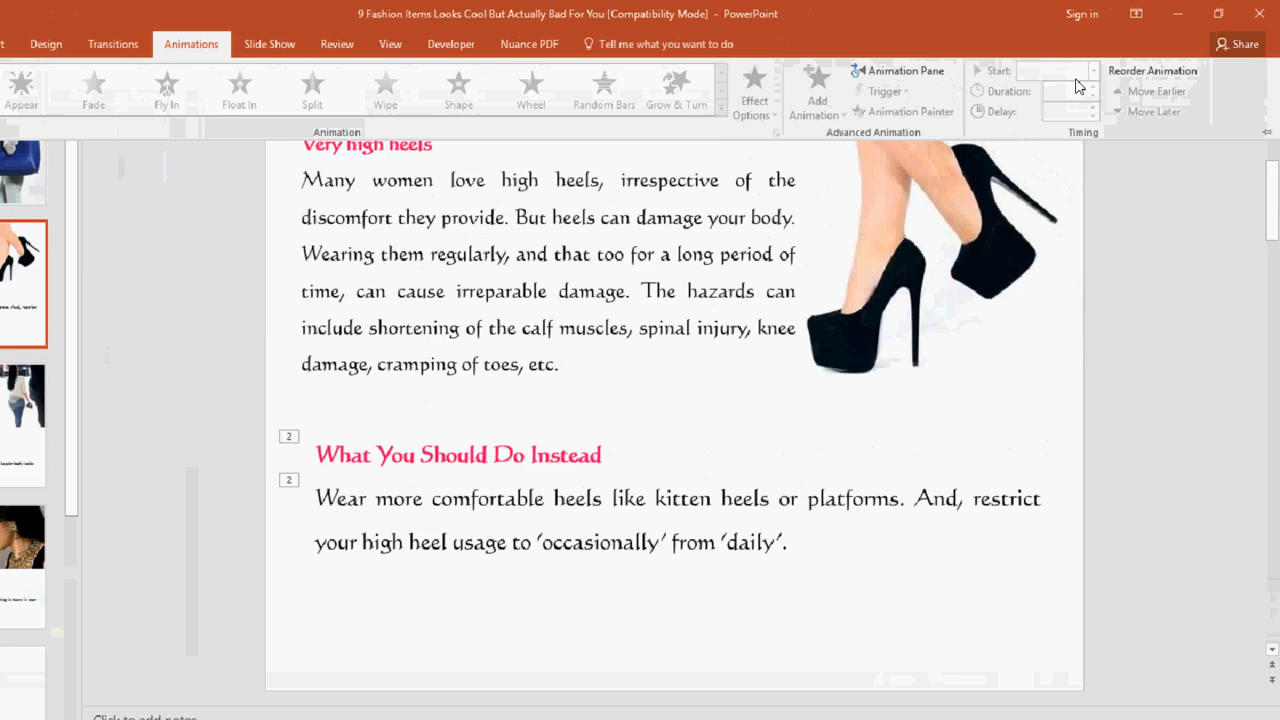 9 Fashion Items Looks Cool But Actually Bad For You [Compatibility Mode] - PowerPoint
Sign in
Design
Transitions
Animations
Slide Show
Review
View
Developer
Nuance PDF
Tell me what you want to do
Share
Appear
Fade
Fly In
Float In
Split
Wipe
Shape
Wheel
Random Bars
Grow & Turn
Effect
Options
Add
Animation
Animation Pane
Trigger
Animation Painter
Start:
Duration:
Delay:
Reorder Animation
Move Earlier
Move Later
Animation
Advanced Animation
Timing
Very high heels
Many women love high heels, irrespective of the
discomfort they provide. But heels can damage your body.
Wearing them regularly, and that too for a long period of
time, can cause irreparable damage. The hazards can
include shortening of the calf muscles, spinal injury, knee
damage, cramping of toes, etc.
2
What You Should Do Instead
2
Wear more comfortable heels like kitten heels or platforms. And, restrict
your high heel usage to ‘occasionally’ from ‘daily’.
Click to add notes